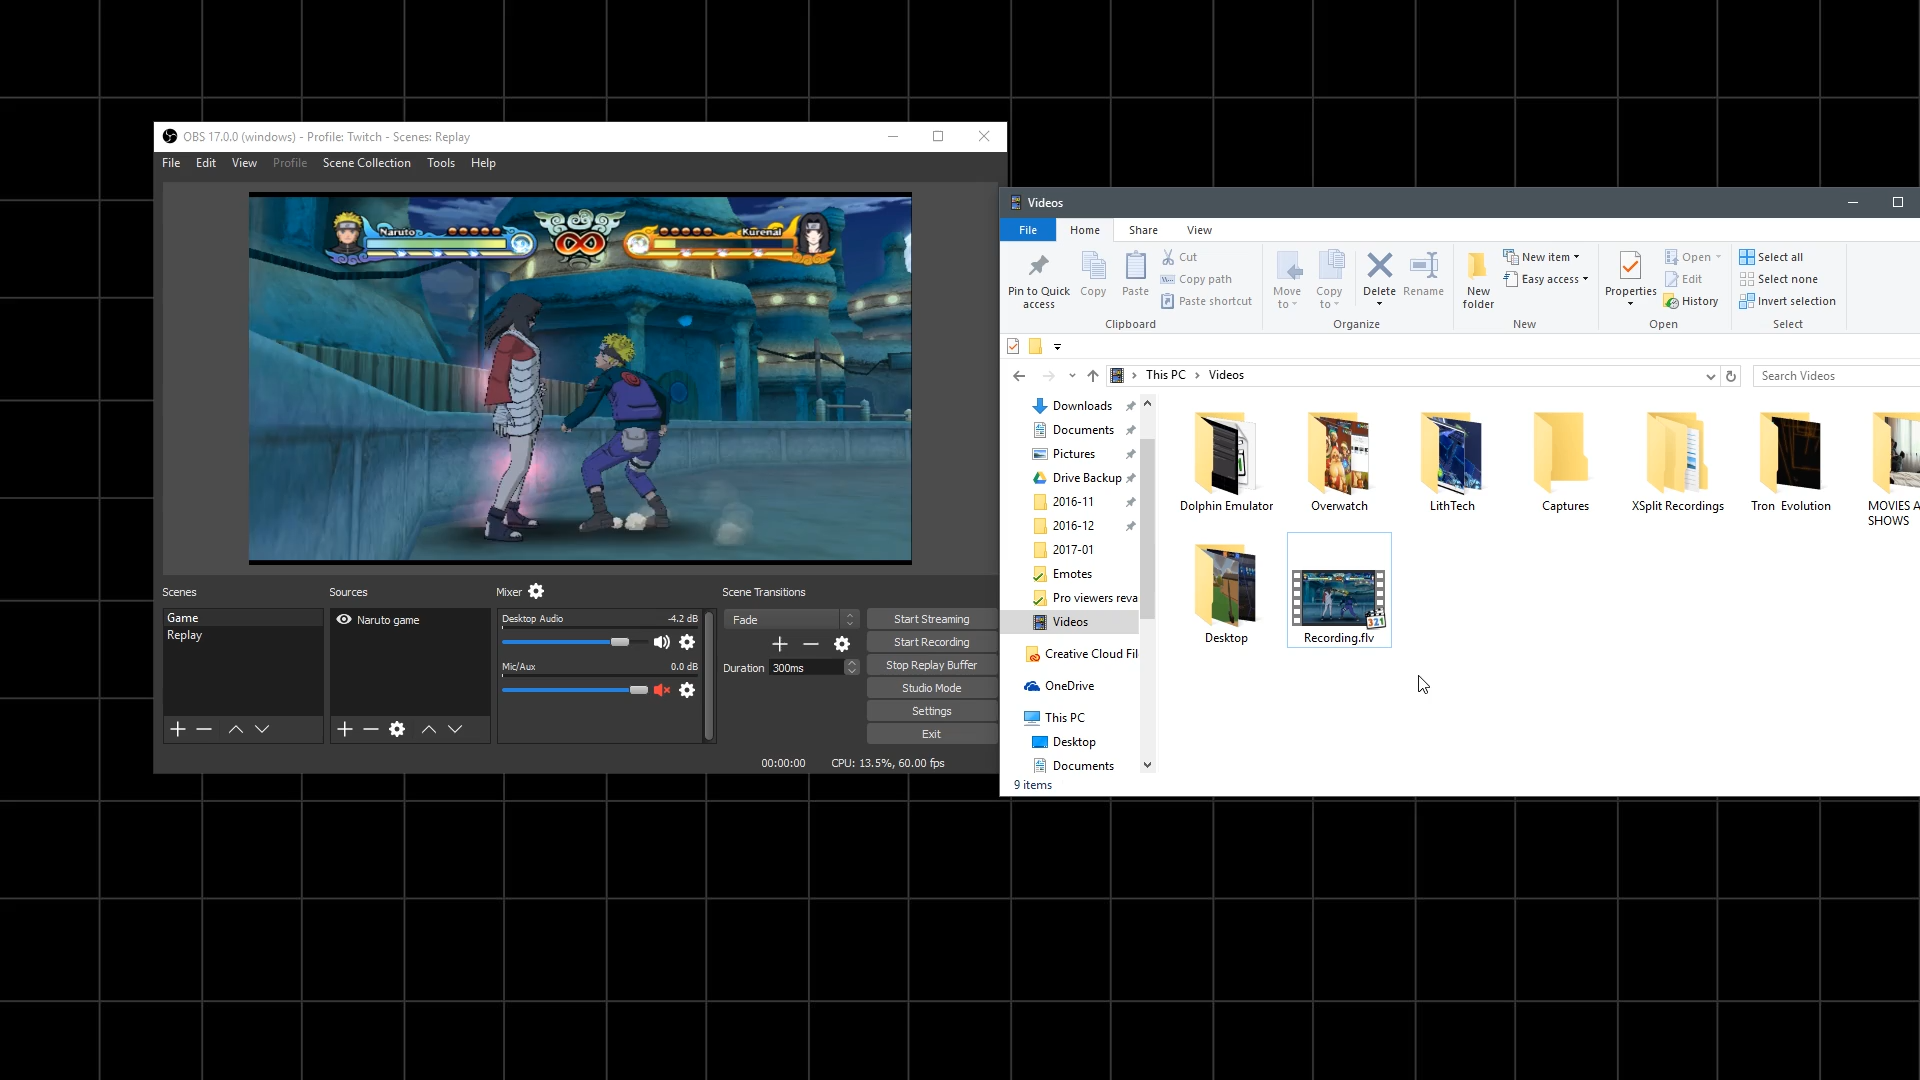 OBS 17.0.0 (windows) - Profile: Twitch - Scenes: Replay
File Edit View Profile Scene Collection Tools Help
Naruto
Kurenai
Scenes
Game
Replay
Sources
Naruto game
Mixer
Desktop Audio -4.2 dB
Mic/Aux 0.0 dB
Scene Transitions
Fade
Duration 300ms
Start Streaming
Start Recording
Stop Replay Buffer
Studio Mode
Settings
Exit
00:00:00 CPU: 13.5%, 60.00 fps
Videos
File Home Share View
Pin to Quick access
Copy
Paste
Cut
Copy path
Paste shortcut
Clipboard
Move to
Copy to
Delete
Rename
Organize
New folder
New item
Easy access
New
Properties
Open
Edit
History
Open
Select all
Select none
Invert selection
Select
This PC Videos
Search Videos
Downloads
Documents
Pictures
Drive Backup
2016-11
2016-12
2017-01
Emotes
Pro viewers reva
Videos
Creative Cloud Fil
OneDrive
This PC
Desktop
Documents
Dolphin Emulator
Overwatch
LithTech
Captures
XSplit Recordings
Tron Evolution
MOVIES A
SHOWS
Desktop
321
Recording.flv
9 items